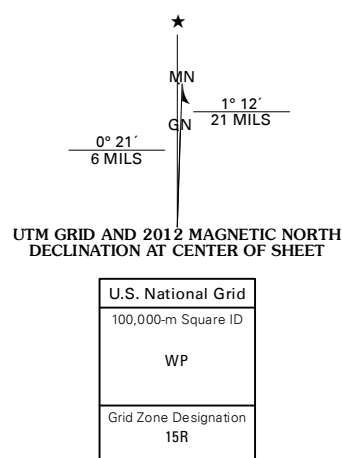 ★
MN
1° 12´
21 MILS
GN
0° 21´
6 MILS
UTM GRID AND 2012 MAGNETIC NORTH
DECLINATION AT CENTER OF SHEET
U.S. National Grid
100,000-m Square ID
WP
Grid Zone Designation
15R